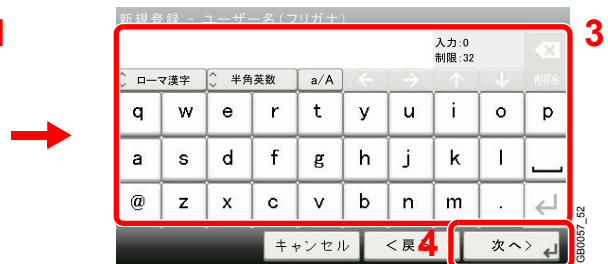 新規登録 - ユーザー名(フリガナ)
1
3
入力:0
制限:32
ローマ漢字 半角英数 a/A ← → ↑ ↓ 削除
q w e r t y u i o p
a s d f g h j k l
@ z x c v b n m .
4
キャンセル <戻る 次へ>
GB0057_52